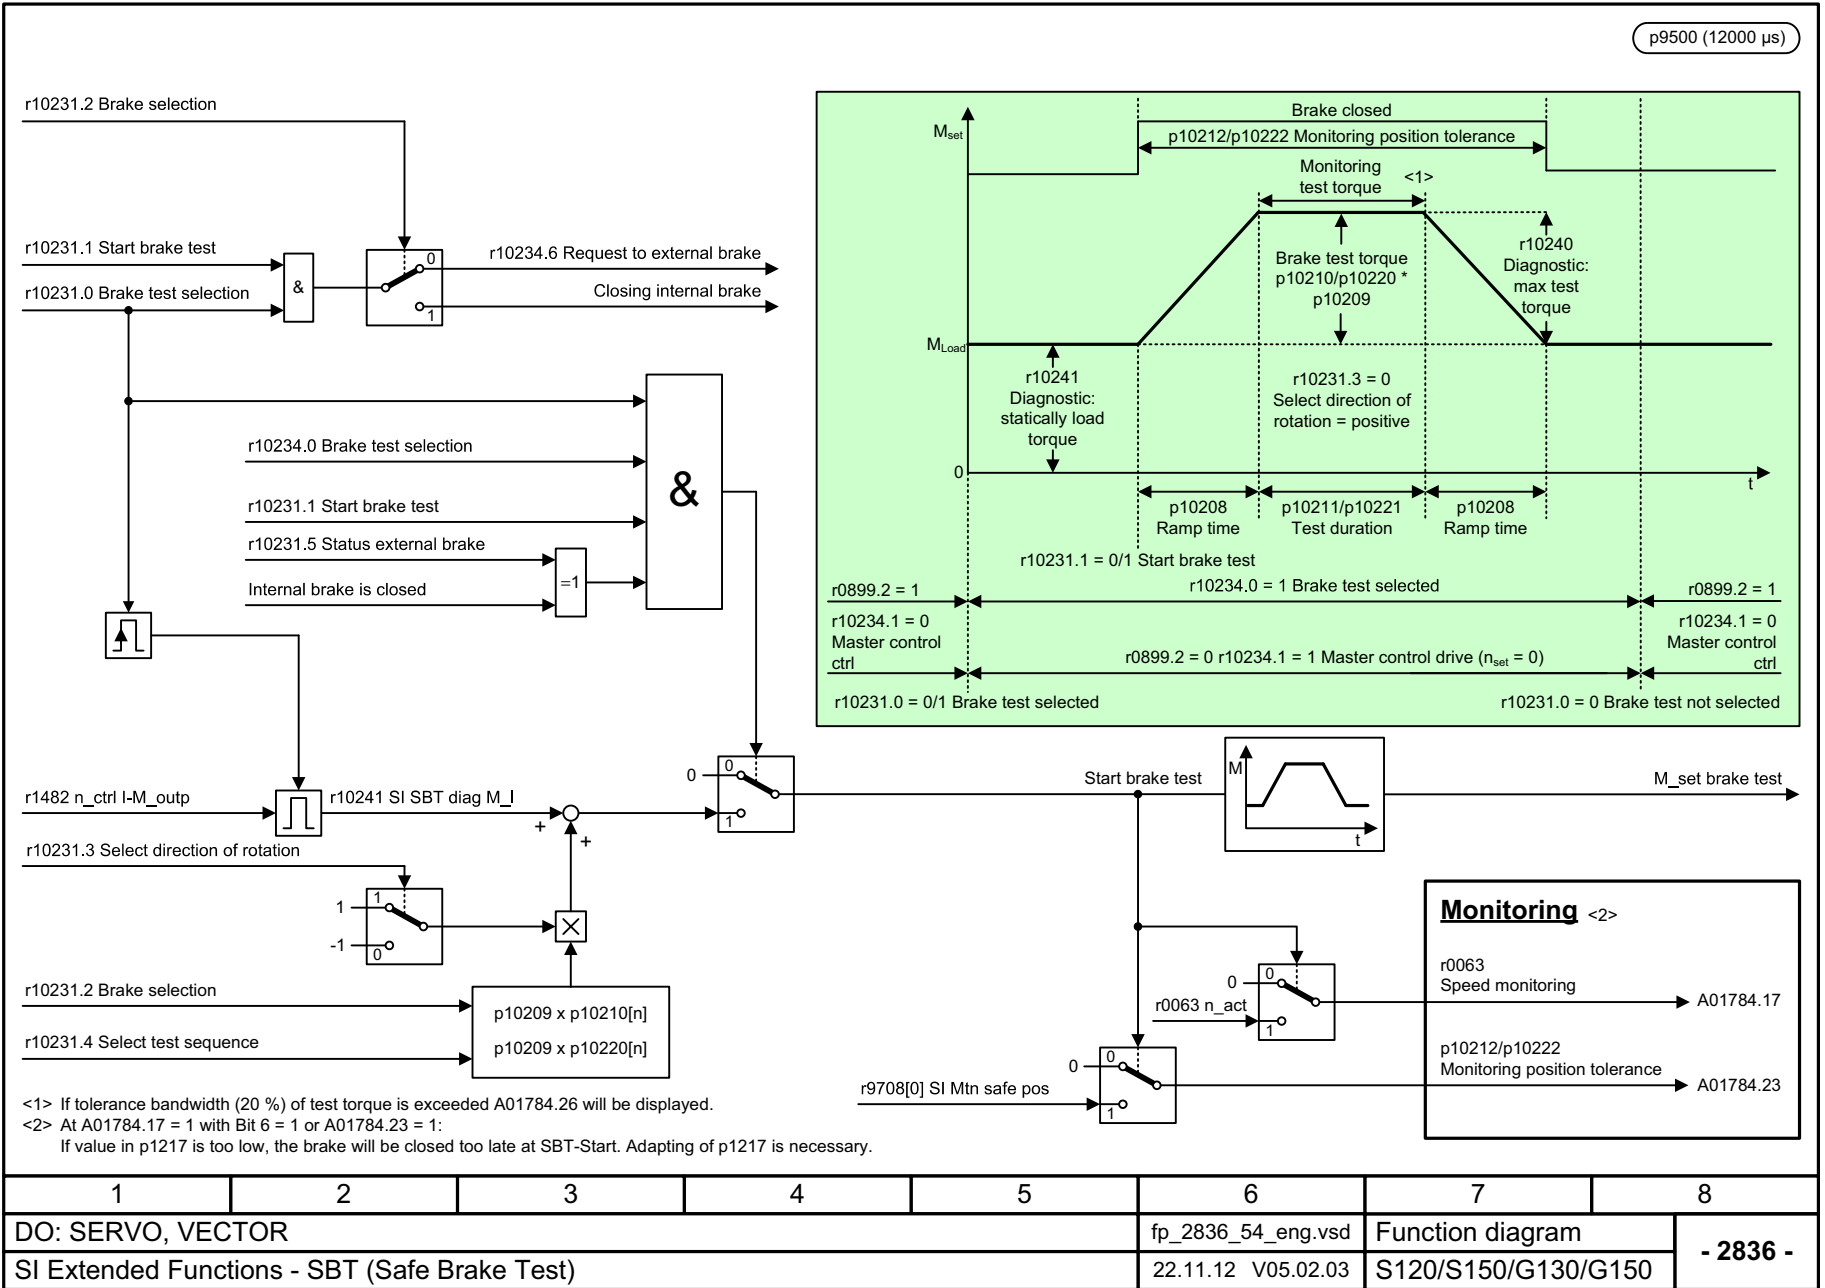 p9500 (12000 µs)
r10231.2 Brake selection
r10231.1 Start brake test
r10231.0 Brake test selection
&
0
1
r10234.6 Request to external brake
Closing internal brake
r10234.0 Brake test selection
r10231.1 Start brake test
r10231.5 Status external brake
Internal brake is closed
=1
&
r1482 n_ctrl I-M_outp
r10241 SI SBT diag M_I
+
+
r10231.3 Select direction of rotation
1
1
-1
0
r10231.2 Brake selection
r10231.4 Select test sequence
p10209 x p10210[n]
p10209 x p10220[n]
0
0
1
Mset
Brake closed
p10212/p10222 Monitoring position tolerance
Monitoring
test torque
<1>
Brake test torque
p10210/p10220 *
p10209
r10240
Diagnostic:
max test
torque
MLoad
r10241
Diagnostic:
statically load
torque
r10231.3 = 0
Select direction of
rotation = positive
0
t
p10208
Ramp time
p10211/p10221
Test duration
p10208
Ramp time
r10231.1 = 0/1 Start brake test
r0899.2 = 1
r10234.0 = 1 Brake test selected
r0899.2 = 1
r10234.1 = 0
Master control
ctrl
r0899.2 = 0 r10234.1 = 1 Master control drive (nset = 0)
r10234.1 = 0
Master control
ctrl
r10231.0 = 0/1 Brake test selected
r10231.0 = 0 Brake test not selected
Start brake test
M
t
M_set brake test
0
0
r0063 n_act
1
0
0
r9708[0] SI Mtn safe pos
1
Monitoring <2>
r0063
Speed monitoring
A01784.17
p10212/p10222
Monitoring position tolerance
A01784.23
<1> If tolerance bandwidth (20 %) of test torque is exceeded A01784.26 will be displayed.
<2> At A01784.17 = 1 with Bit 6 = 1 or A01784.23 = 1:
If value in p1217 is too low, the brake will be closed too late at SBT-Start. Adapting of p1217 is necessary.
1 2 3 4 5 6 7 8
DO: SERVO, VECTOR
fp_2836_54_eng.vsd
Function diagram
- 2836 -
SI Extended Functions - SBT (Safe Brake Test)
22.11.12 V05.02.03
S120/S150/G130/G150